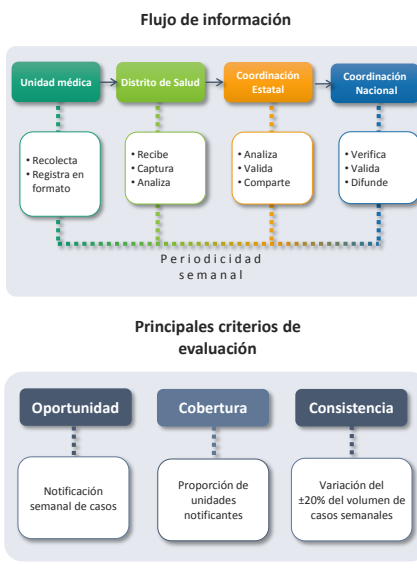 Flujo de información
Unidad médica
Distrito de Salud
Coordinación
Estatal
Coordinación
Nacional
• Recolecta
• Registra en
formato
• Recibe
• Captura
• Analiza
• Analiza
• Valida
• Comparte
• Verifica
• Valida
• Difunde
Periodicidad
semanal
Principales criterios de
evaluación
Oportunidad
Cobertura
Consistencia
Notificación
semanal de casos
Proporción de
unidades
notificantes
Variación del
±20% del volumen de
casos semanales